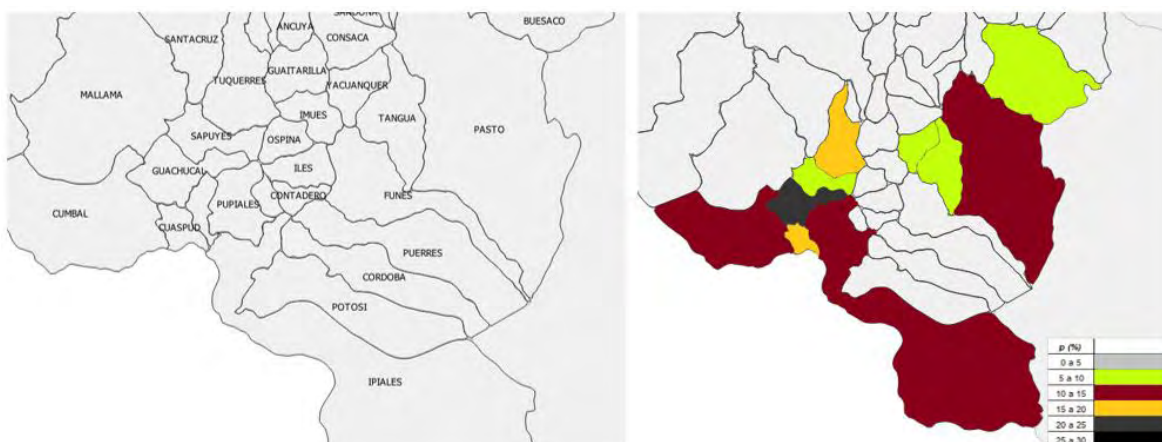 BUESACO
ANCUYA
SANTACRUZ
CONSACA
GUAITARILLA
TUQUERRES
YACUANQUER
MALLAMA
IMUES
TANGUA
PASTO
SAPUYES
OSPINA
GUACHUCAL
ILES
CONTADERO
FUNES
PUPIALES
CUMBAL
CUASPUD
PUERRES
CORDOBA
POTOSI
IPIALES
p (%)
0 a 5
5 a 10
10 a 15
15 a 20
20 a 25
25 a 30